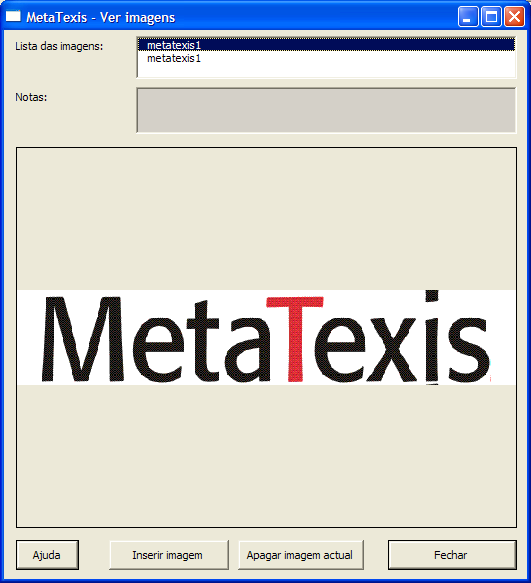 MetaTexis - Ver imagens
Lista das imagens:
metatexis1
metatexis1
Notas:
MetaTexis
Ajuda
Inserir imagem
Apagar imagem actual
Fechar